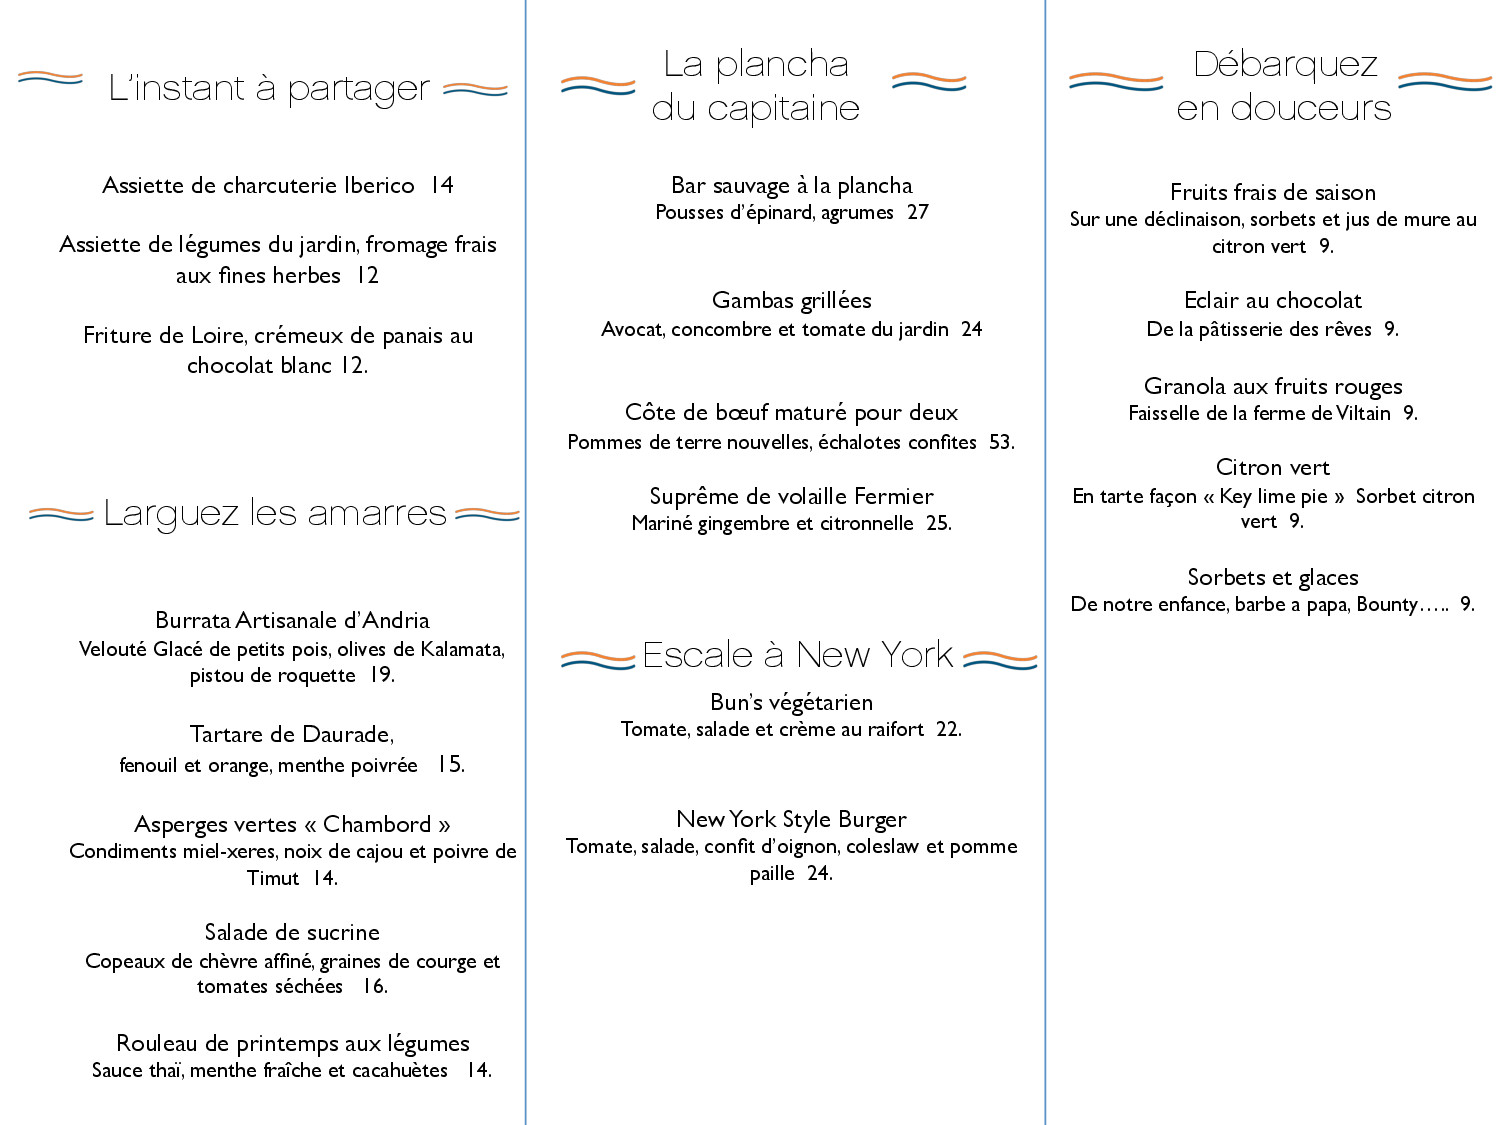 L'instant à partager
Assiette de charcuterie Iberico 14
Assiette de légumes du jardin, fromage frais
aux fines herbes 12
Friture de Loire, crémeux de panais au
chocolat blanc 12.
Larguez les amarres
Burrata Artisanale d'Andria
Velouté Glacé de petits pois, olives de Kalamata,
pistou de roquette 19.
Tartare de Daurade,
fenouil et orange, menthe poivrée 15.
Asperges vertes « Chambord »
Condiments miel-xeres, noix de cajou et poivre de
Timut 14.
Salade de sucrine
Copeaux de chèvre affiné, graines de courge et
tomates séchées 16.
Rouleau de printemps aux légumes
Sauce thaï, menthe fraîche et cacahuètes 14.
La plancha
du capitaine
Bar sauvage à la plancha
Pousses d'épinard, agrumes 27
Gambas grillées
Avocat, concombre et tomate du jardin 24
Côte de bœuf maturé pour deux
Pommes de terre nouvelles, échalotes confites 53.
Suprême de volaille Fermier
Mariné gingembre et citronnelle 25.
Escale à New York
Bun's végétarien
Tomate, salade et crème au raifort 22.
New York Style Burger
Tomate, salade, confit d'oignon, coleslaw et pomme
paille 24.
Débarquez
en douceurs
Fruits frais de saison
Sur une déclinaison, sorbets et jus de mure au
citron vert 9.
Eclair au chocolat
De la pâtisserie des rêves 9.
Granola aux fruits rouges
Faisselle de la ferme de Viltain 9.
Citron vert
En tarte façon « Key lime pie » Sorbet citron
vert 9.
Sorbets et glaces
De notre enfance, barbe a papa, Bounty….. 9.